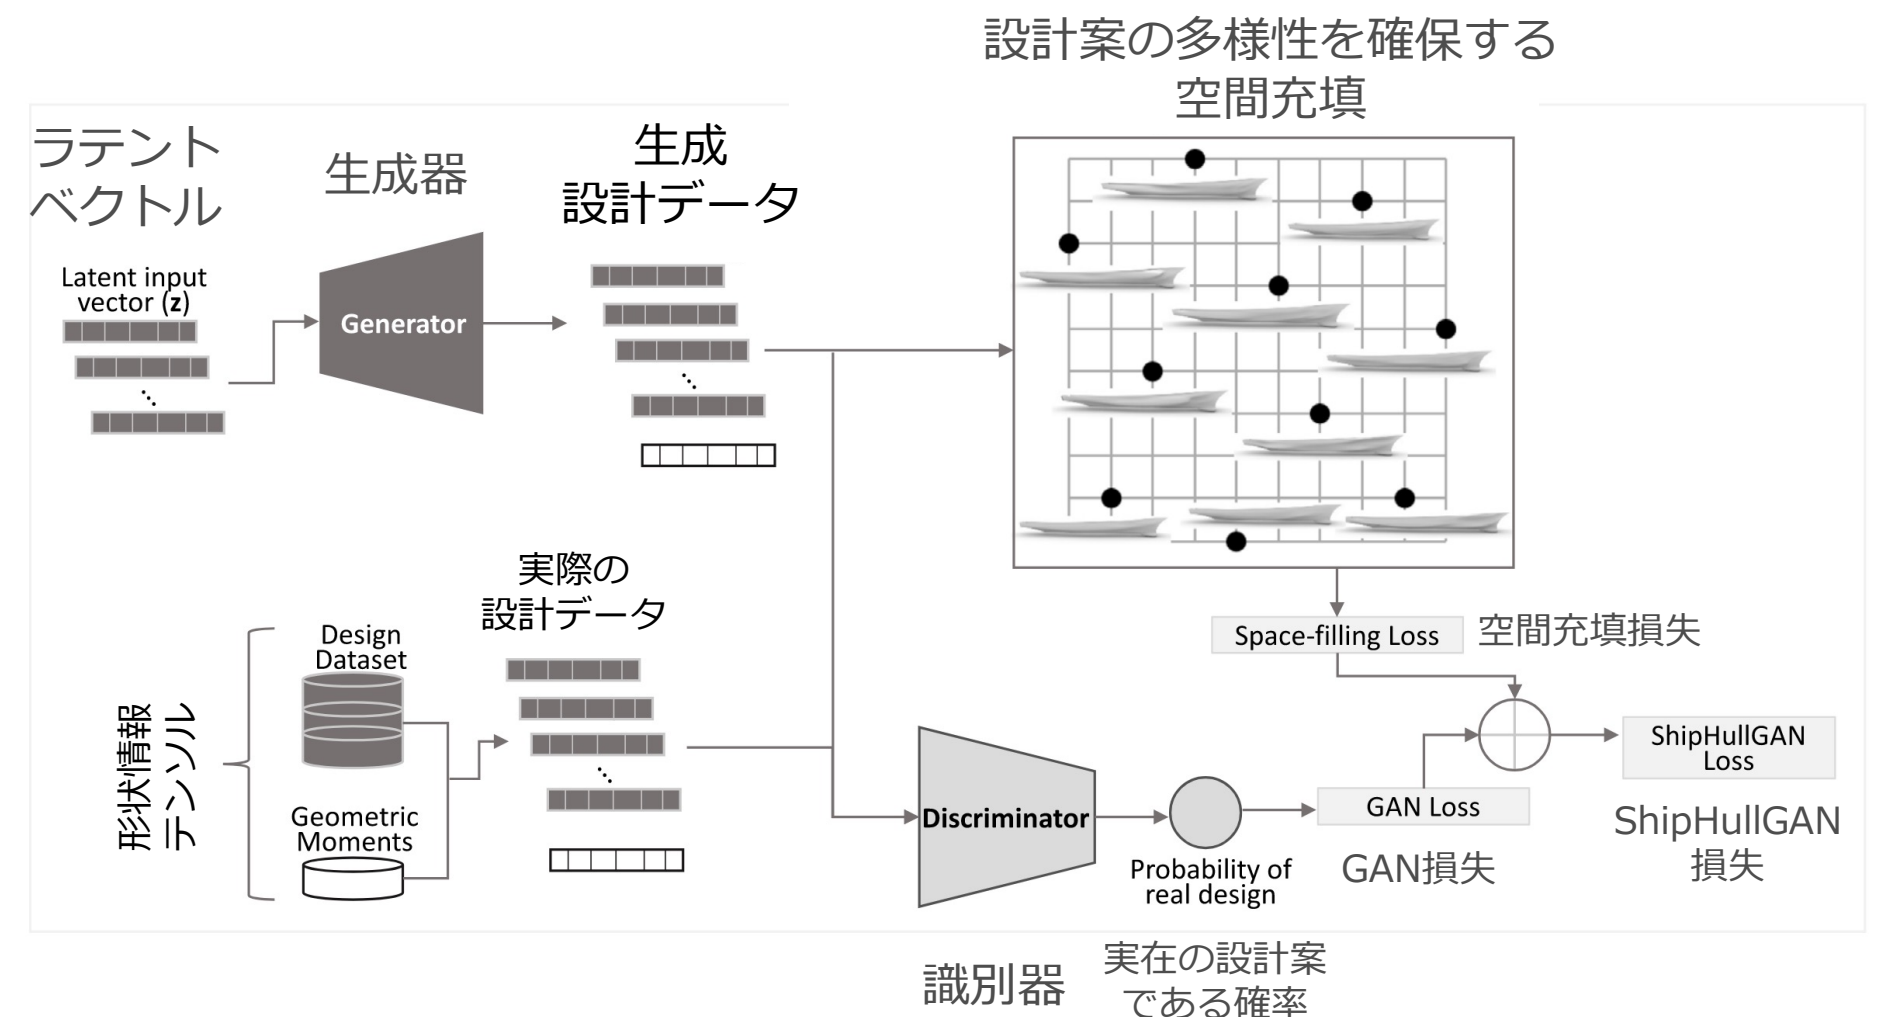 設計案の多様性を確保する
空間充填
ラテント
ベクトル
生成器
生成
設計データ
Latent input
vector (z)
Generator
実際の
設計データ
Design
Dataset
形状情報
テンソル
Geometric
Moments
Space-filling Loss
空間充填損失
ShipHullGAN
Loss
Discriminator
GAN Loss
ShipHullGAN
損失
Probability of
real design
GAN損失
識別器
実在の設計案
である確率